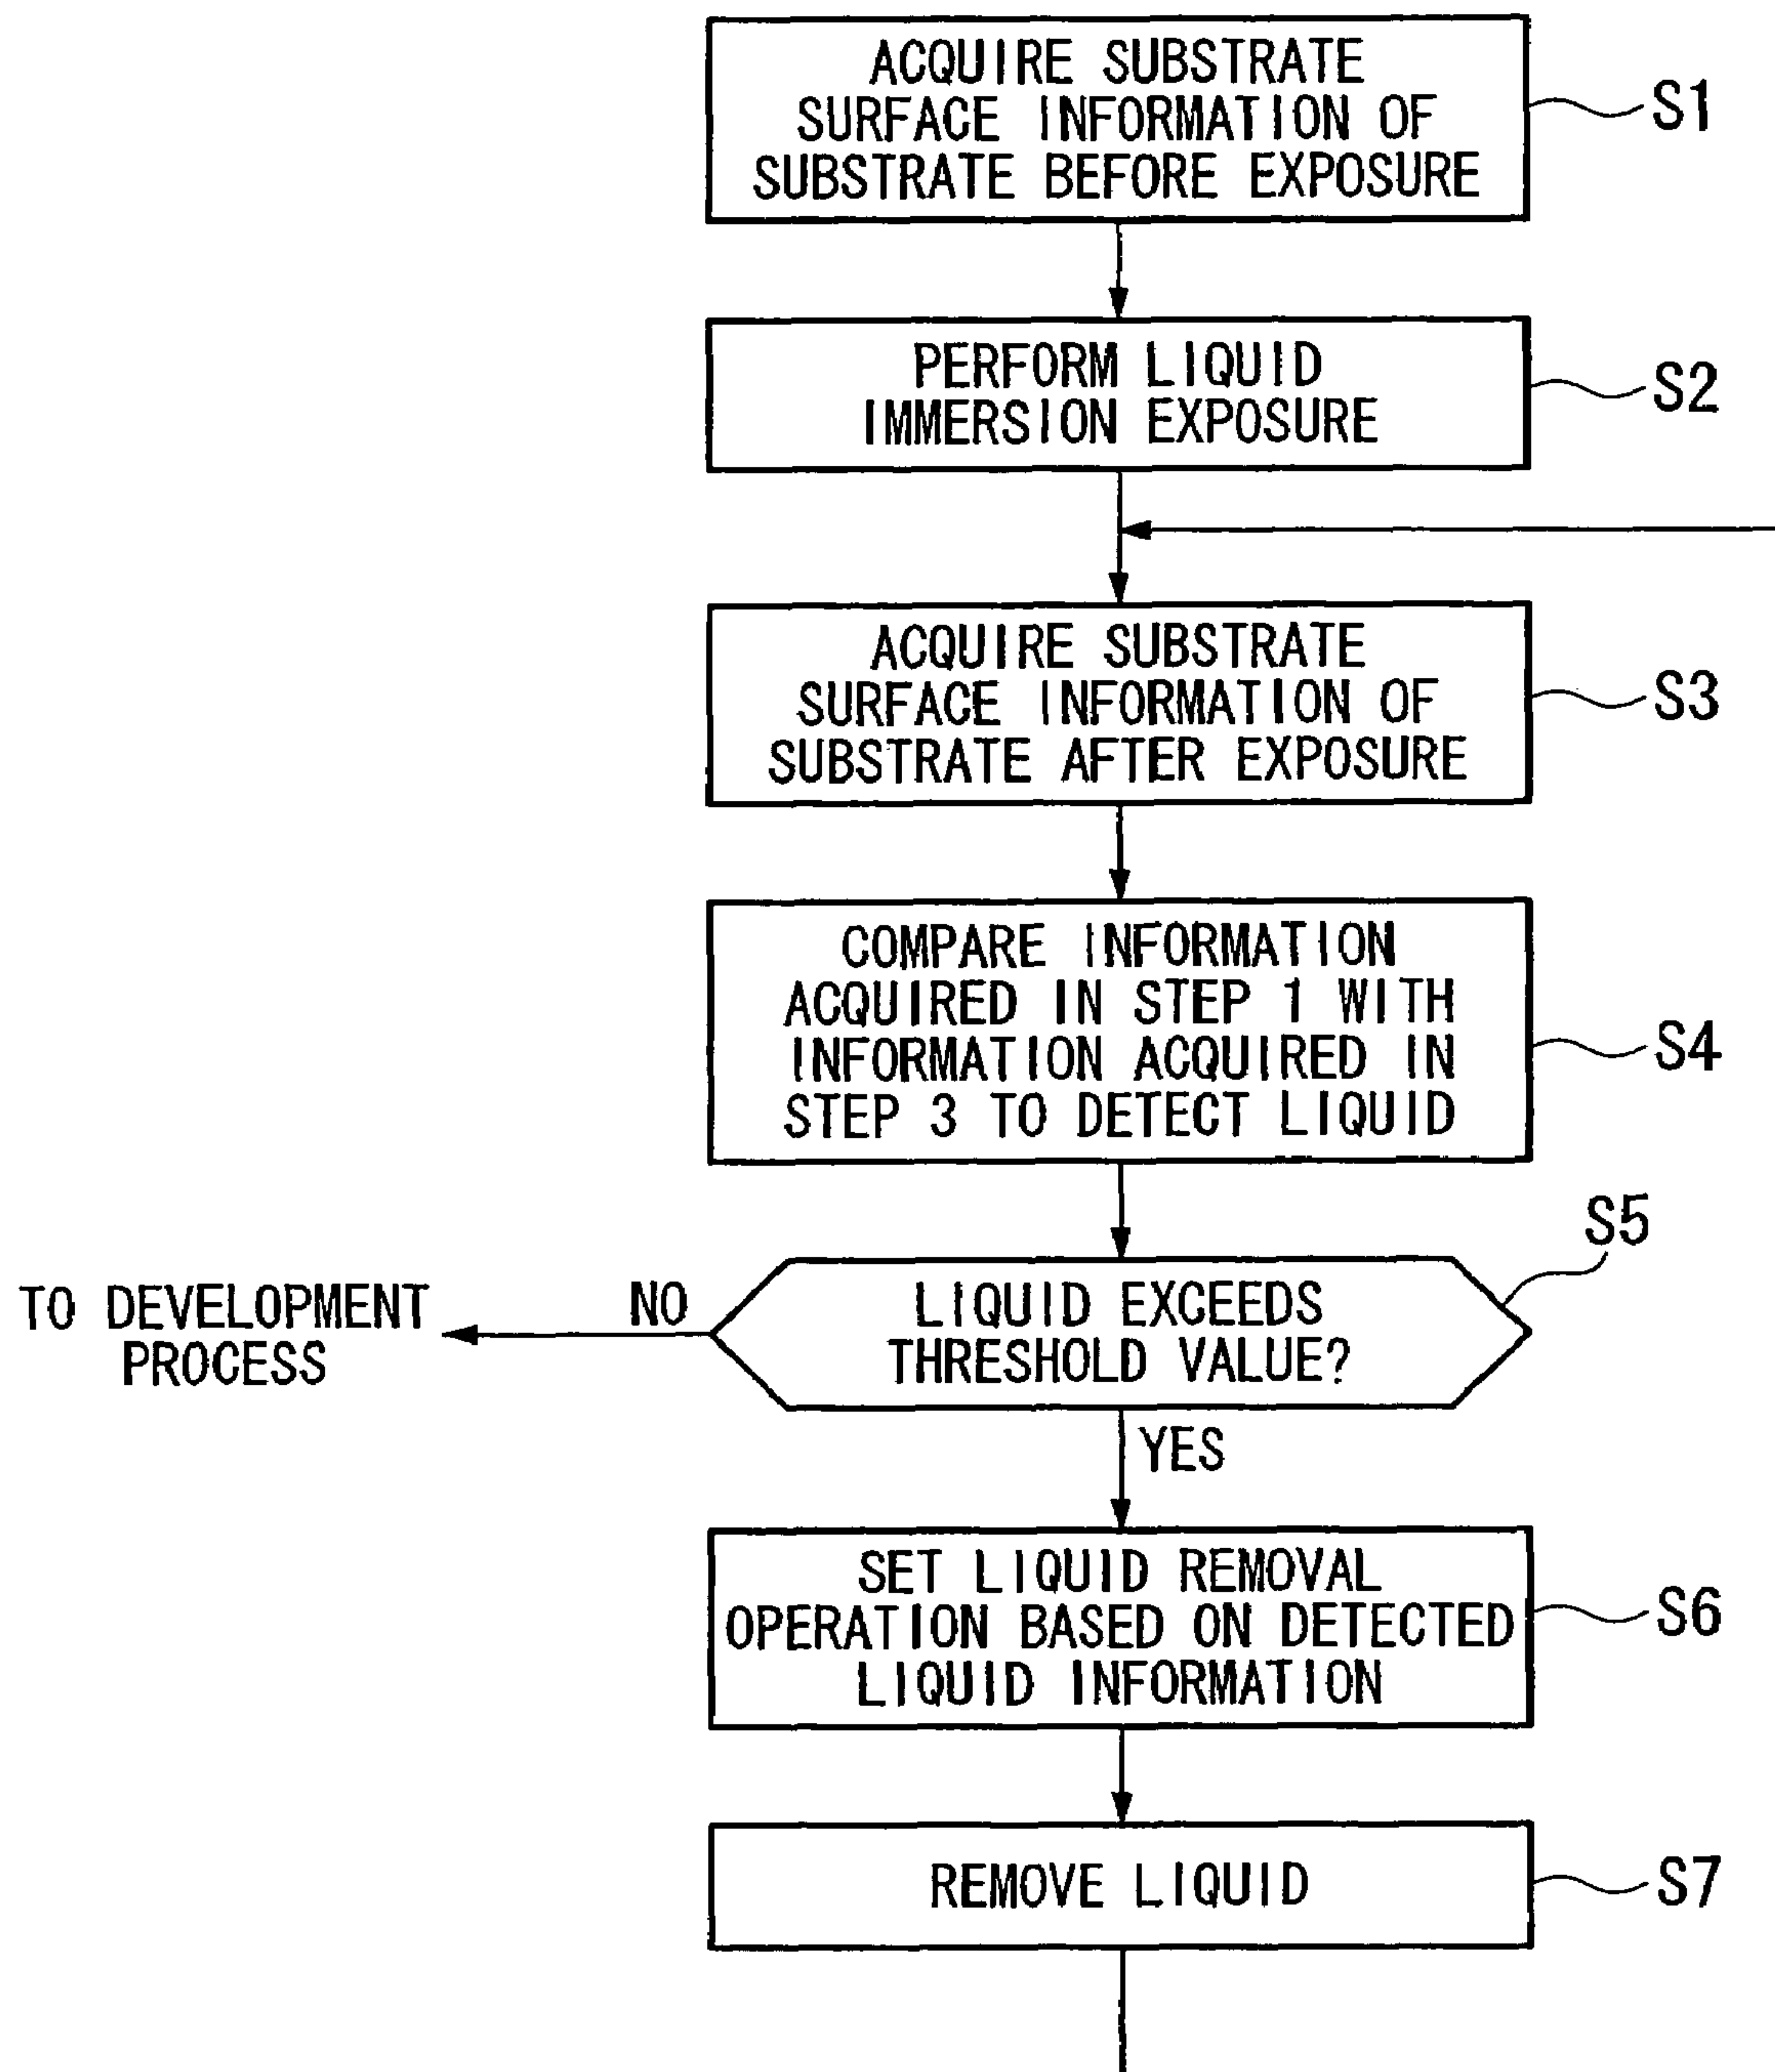 ACQUIRE SUBSTRATE
SURFACE INFORMATION OF
SUBSTRATE BEFORE EXPOSURE
S1
PERFORM LIQUID
IMMERSION EXPOSURE
S2
ACQUIRE SUBSTRATE
SURFACE INFORMATION OF
SUBSTRATE AFTER EXPOSURE
S3
COMPARE INFORMATION
ACQUIRED IN STEP 1 WITH
INFORMATION ACQUIRED IN
STEP 3 TO DETECT LIQUID
S4
S5
LIQUID EXCEEDS
THRESHOLD VALUE?
NO
TO DEVELOPMENT
PROCESS
YES
SET LIQUID REMOVAL
OPERATION BASED ON DETECTED
LIQUID INFORMATION
S6
REMOVE LIQUID
S7